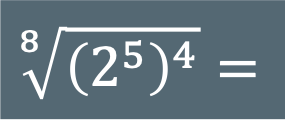 ⁸√(2⁵)⁴ =